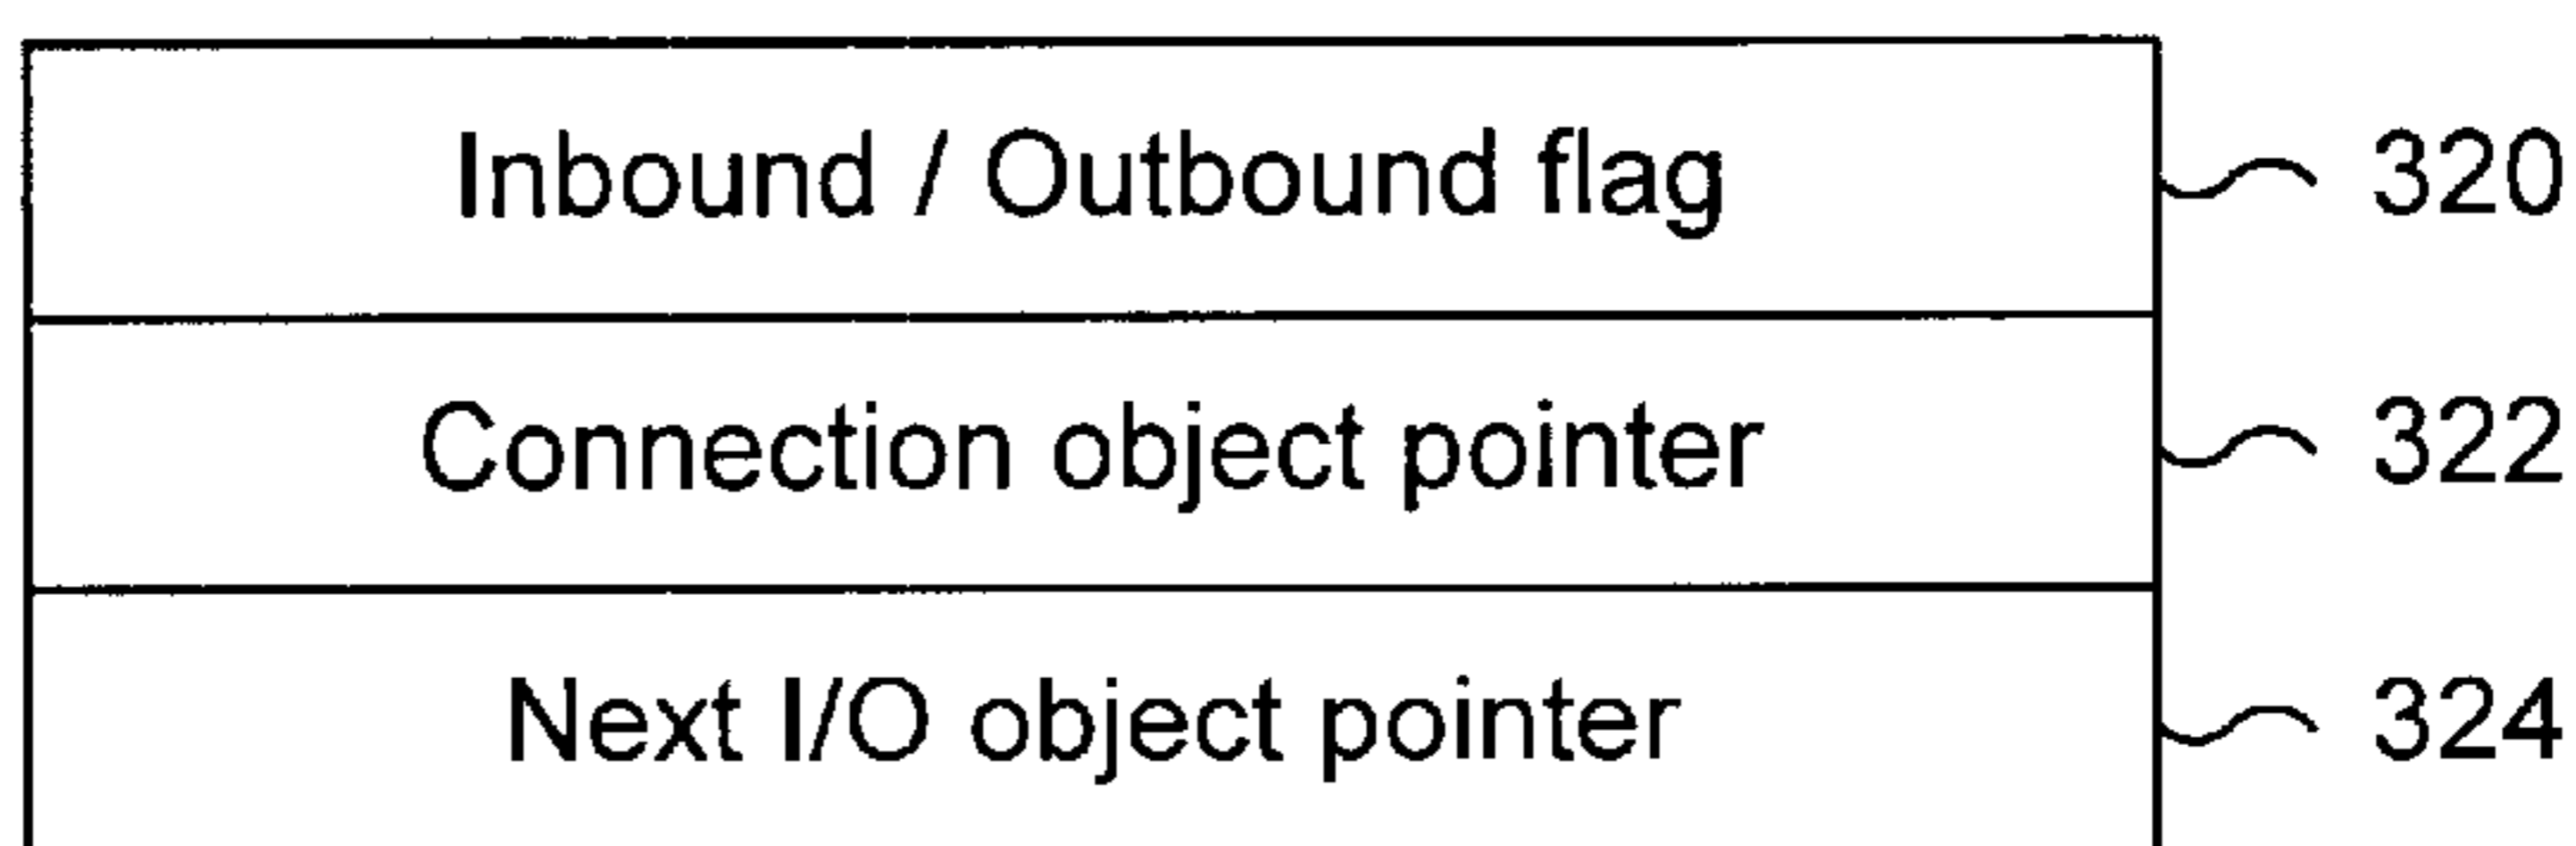 Inbound / Outbound flag 320
Connection object pointer 322
Next I/O object pointer 324